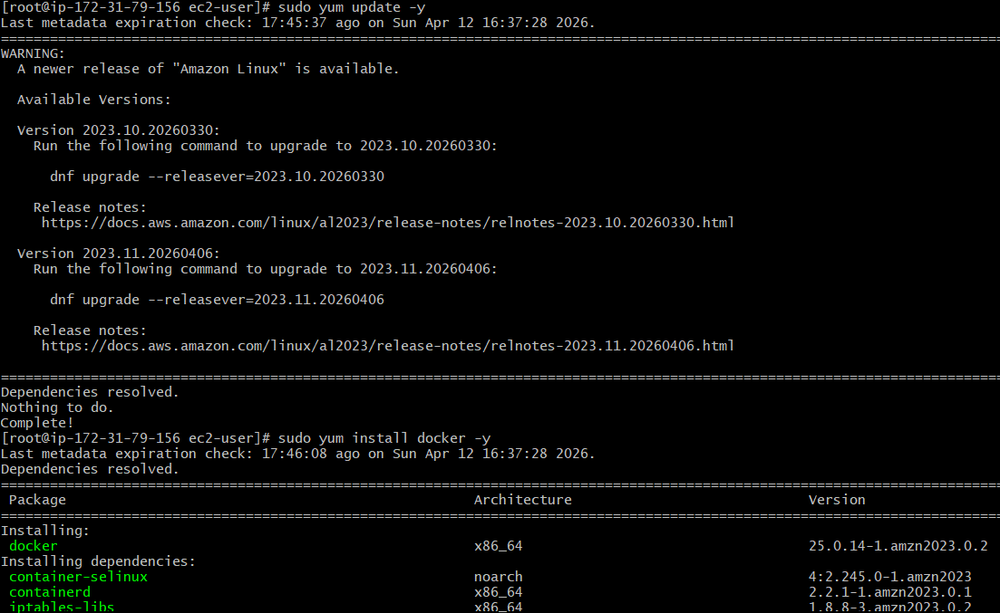 [root@ip-172-31-79-156 ec2-user]# sudo yum update -y
Last metadata expiration check: 17:45:37 ago on Sun Apr 12 16:37:28 2026.
================================================================================
WARNING:
  A newer release of "Amazon Linux" is available.

  Available Versions:

  Version 2023.10.20260330:
    Run the following command to upgrade to 2023.10.20260330:

      dnf upgrade --releasever=2023.10.20260330

    Release notes:
     https://docs.aws.amazon.com/linux/al2023/release-notes/relnotes-2023.10.20260330.html

  Version 2023.11.20260406:
    Run the following command to upgrade to 2023.11.20260406:

      dnf upgrade --releasever=2023.11.20260406

    Release notes:
     https://docs.aws.amazon.com/linux/al2023/release-notes/relnotes-2023.11.20260406.html

================================================================================
Dependencies resolved.
Nothing to do.
Complete!
[root@ip-172-31-79-156 ec2-user]# sudo yum install docker -y
Last metadata expiration check: 17:46:08 ago on Sun Apr 12 16:37:28 2026.
Dependencies resolved.
================================================================================
 Package                    Architecture                    Version
================================================================================
Installing:
 docker                     x86_64                          25.0.14-1.amzn2023.0.2
Installing dependencies:
 container-selinux          noarch                          4:2.245.0-1.amzn2023
 containerd                 x86_64                          2.2.1-1.amzn2023.0.1
 iptables-libs              x86_64                          1.8.8-3.amzn2023.0.2